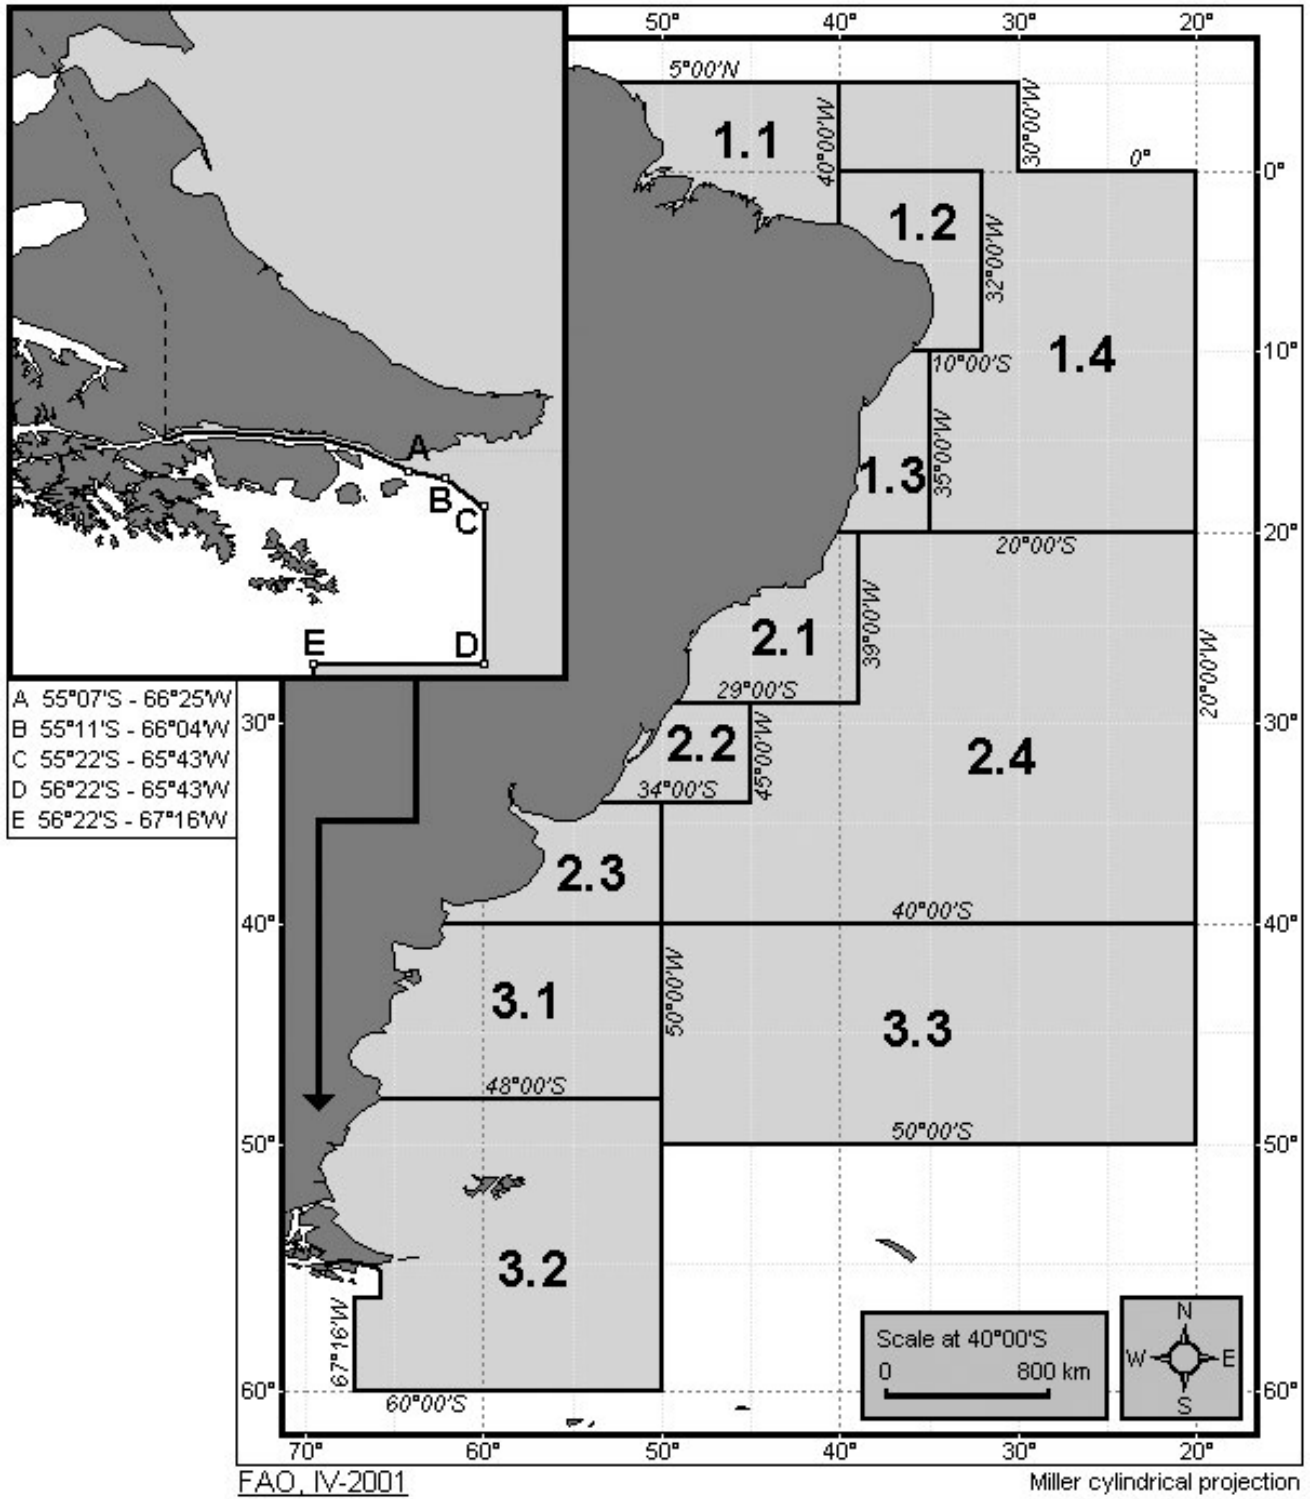 50° 40° 30° 20°
5°00'N
1.1
40°00'W
30°00'W
0°
0°
1.2
32°00'W
1.4
10°00'S
10°
A
1.3
35°00'W
B
C
20°00'S
20°
E
D
2.1
39°00'W
20°00'W
A 55°07'S - 66°25'W
B 55°11'S - 66°04'W
C 55°22'S - 65°43'W
D 56°22'S - 65°43'W
E 56°22'S - 67°16'W
29°00'S
30°
2.2
45°00'W
2.4
30°
34°00'S
2.3
40°
40°00'S
40°
3.1
50°00'W
3.3
48°00'S
50°
50°00'S
50°
3.2
67°16'W
Scale at 40°00'S
0 800 km
N
W E
S
60°
60°00'S
60°
70° 60° 50° 40° 30° 20°
FAO, IV-2001
Miller cylindrical projection